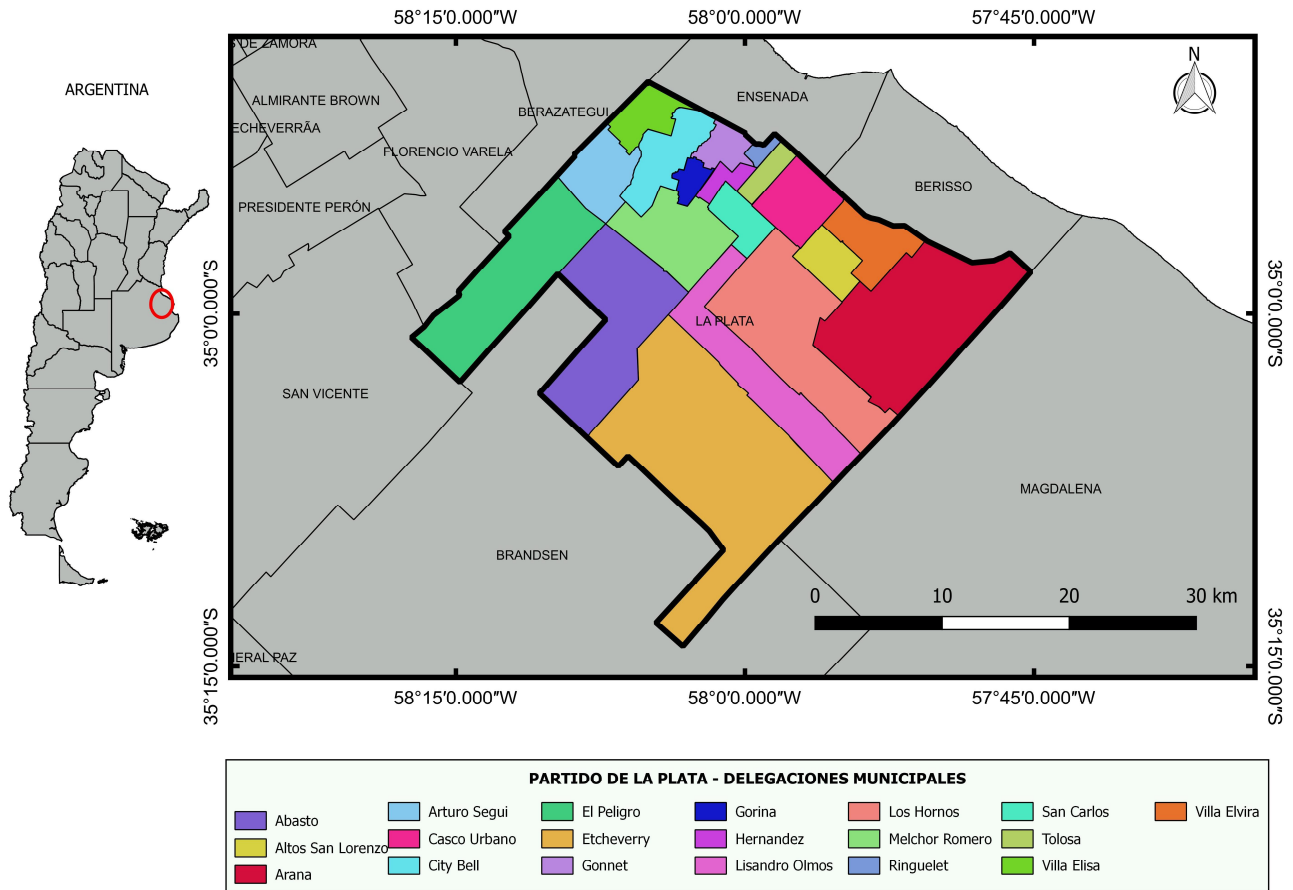 58°15′0.000″W 58°0′0.000″W 57°45′0.000″W
ARGENTINA
DE ZAMORA
ALMIRANTE BROWN
ECHEVERRÃA
BERAZATEGUI
ENSENADA
N
FLORENCIO VARELA
PRESIDENTE PERÓN
BERISSO
35°0′0.000″S
35°0′0.000″S
LA PLATA
SAN VICENTE
MAGDALENA
BRANDSEN
0 10 20 30 km
35°15′0.000″S
35°15′0.000″S
ERAL PAZ
58°15′0.000″W 58°0′0.000″W 57°45′0.000″W
PARTIDO DE LA PLATA - DELEGACIONES MUNICIPALES
Abasto
Altos San Lorenzo
Arana
Arturo Segui
Casco Urbano
City Bell
El Peligro
Etcheverry
Gonnet
Gorina
Hernandez
Lisandro Olmos
Los Hornos
Melchor Romero
Ringuelet
San Carlos
Tolosa
Villa Elisa
Villa Elvira